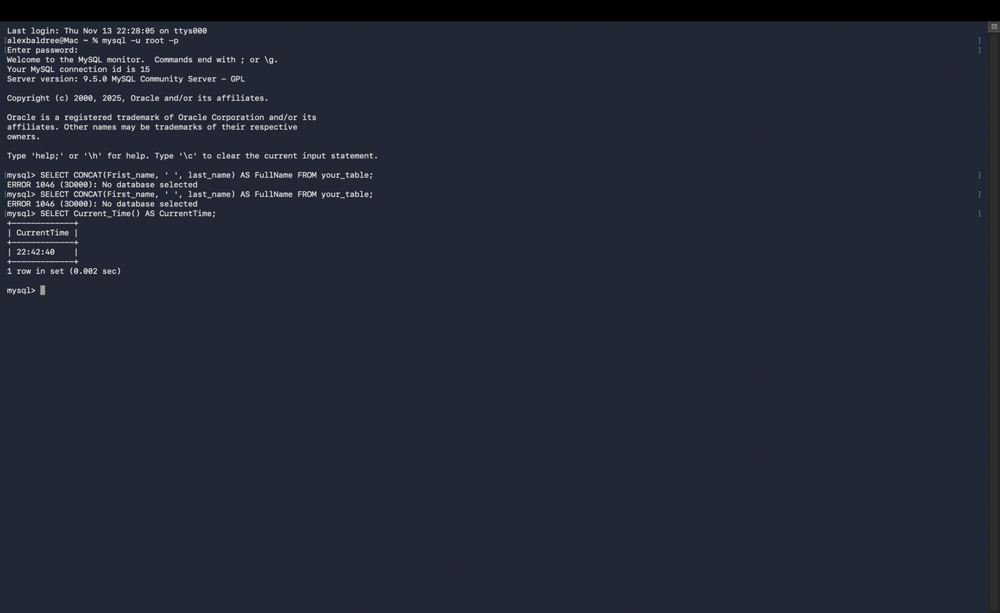 Last login: Thu Nov 13 22:28:05 on ttys000
[alexbaldree@Mac ~ % mysql -u root -p ]
[Enter password: ]
Welcome to the MySQL monitor.  Commands end with ; or \g.
Your MySQL connection id is 15
Server version: 9.5.0 MySQL Community Server - GPL
Copyright (c) 2000, 2025, Oracle and/or its affiliates.
Oracle is a registered trademark of Oracle Corporation and/or its
affiliates. Other names may be trademarks of their respective
owners.
Type 'help;' or '\h' for help. Type '\c' to clear the current input statement.
[mysql> SELECT CONCAT(Frist_name, ' ', last_name) AS FullName FROM your_table; ]
ERROR 1046 (3D000): No database selected
[mysql> SELECT CONCAT(First_name, ' ', last_name) AS FullName FROM your_table; ]
ERROR 1046 (3D000): No database selected
[mysql> SELECT Current_Time() AS CurrentTime; ]
+-------------+
| CurrentTime |
+-------------+
| 22:42:40    |
+-------------+
1 row in set (0.002 sec)
mysql>